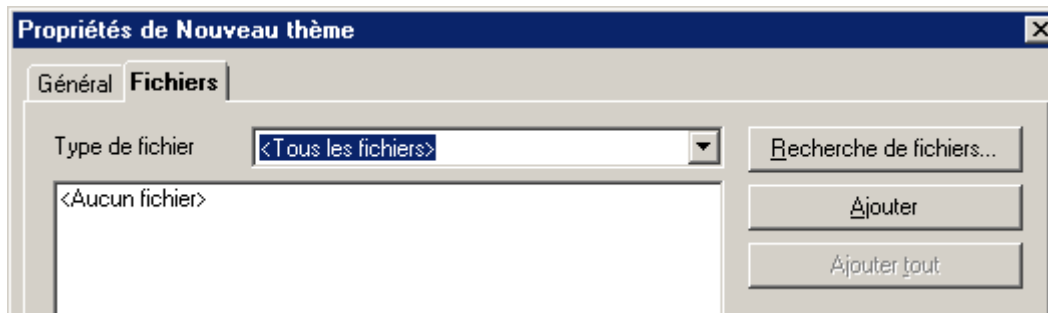 Propriétés de Nouveau thème
Général Fichiers
Type de fichier <Tous les fichiers> Recherche de fichiers...
<Aucun fichier>
Ajouter
Ajouter tout